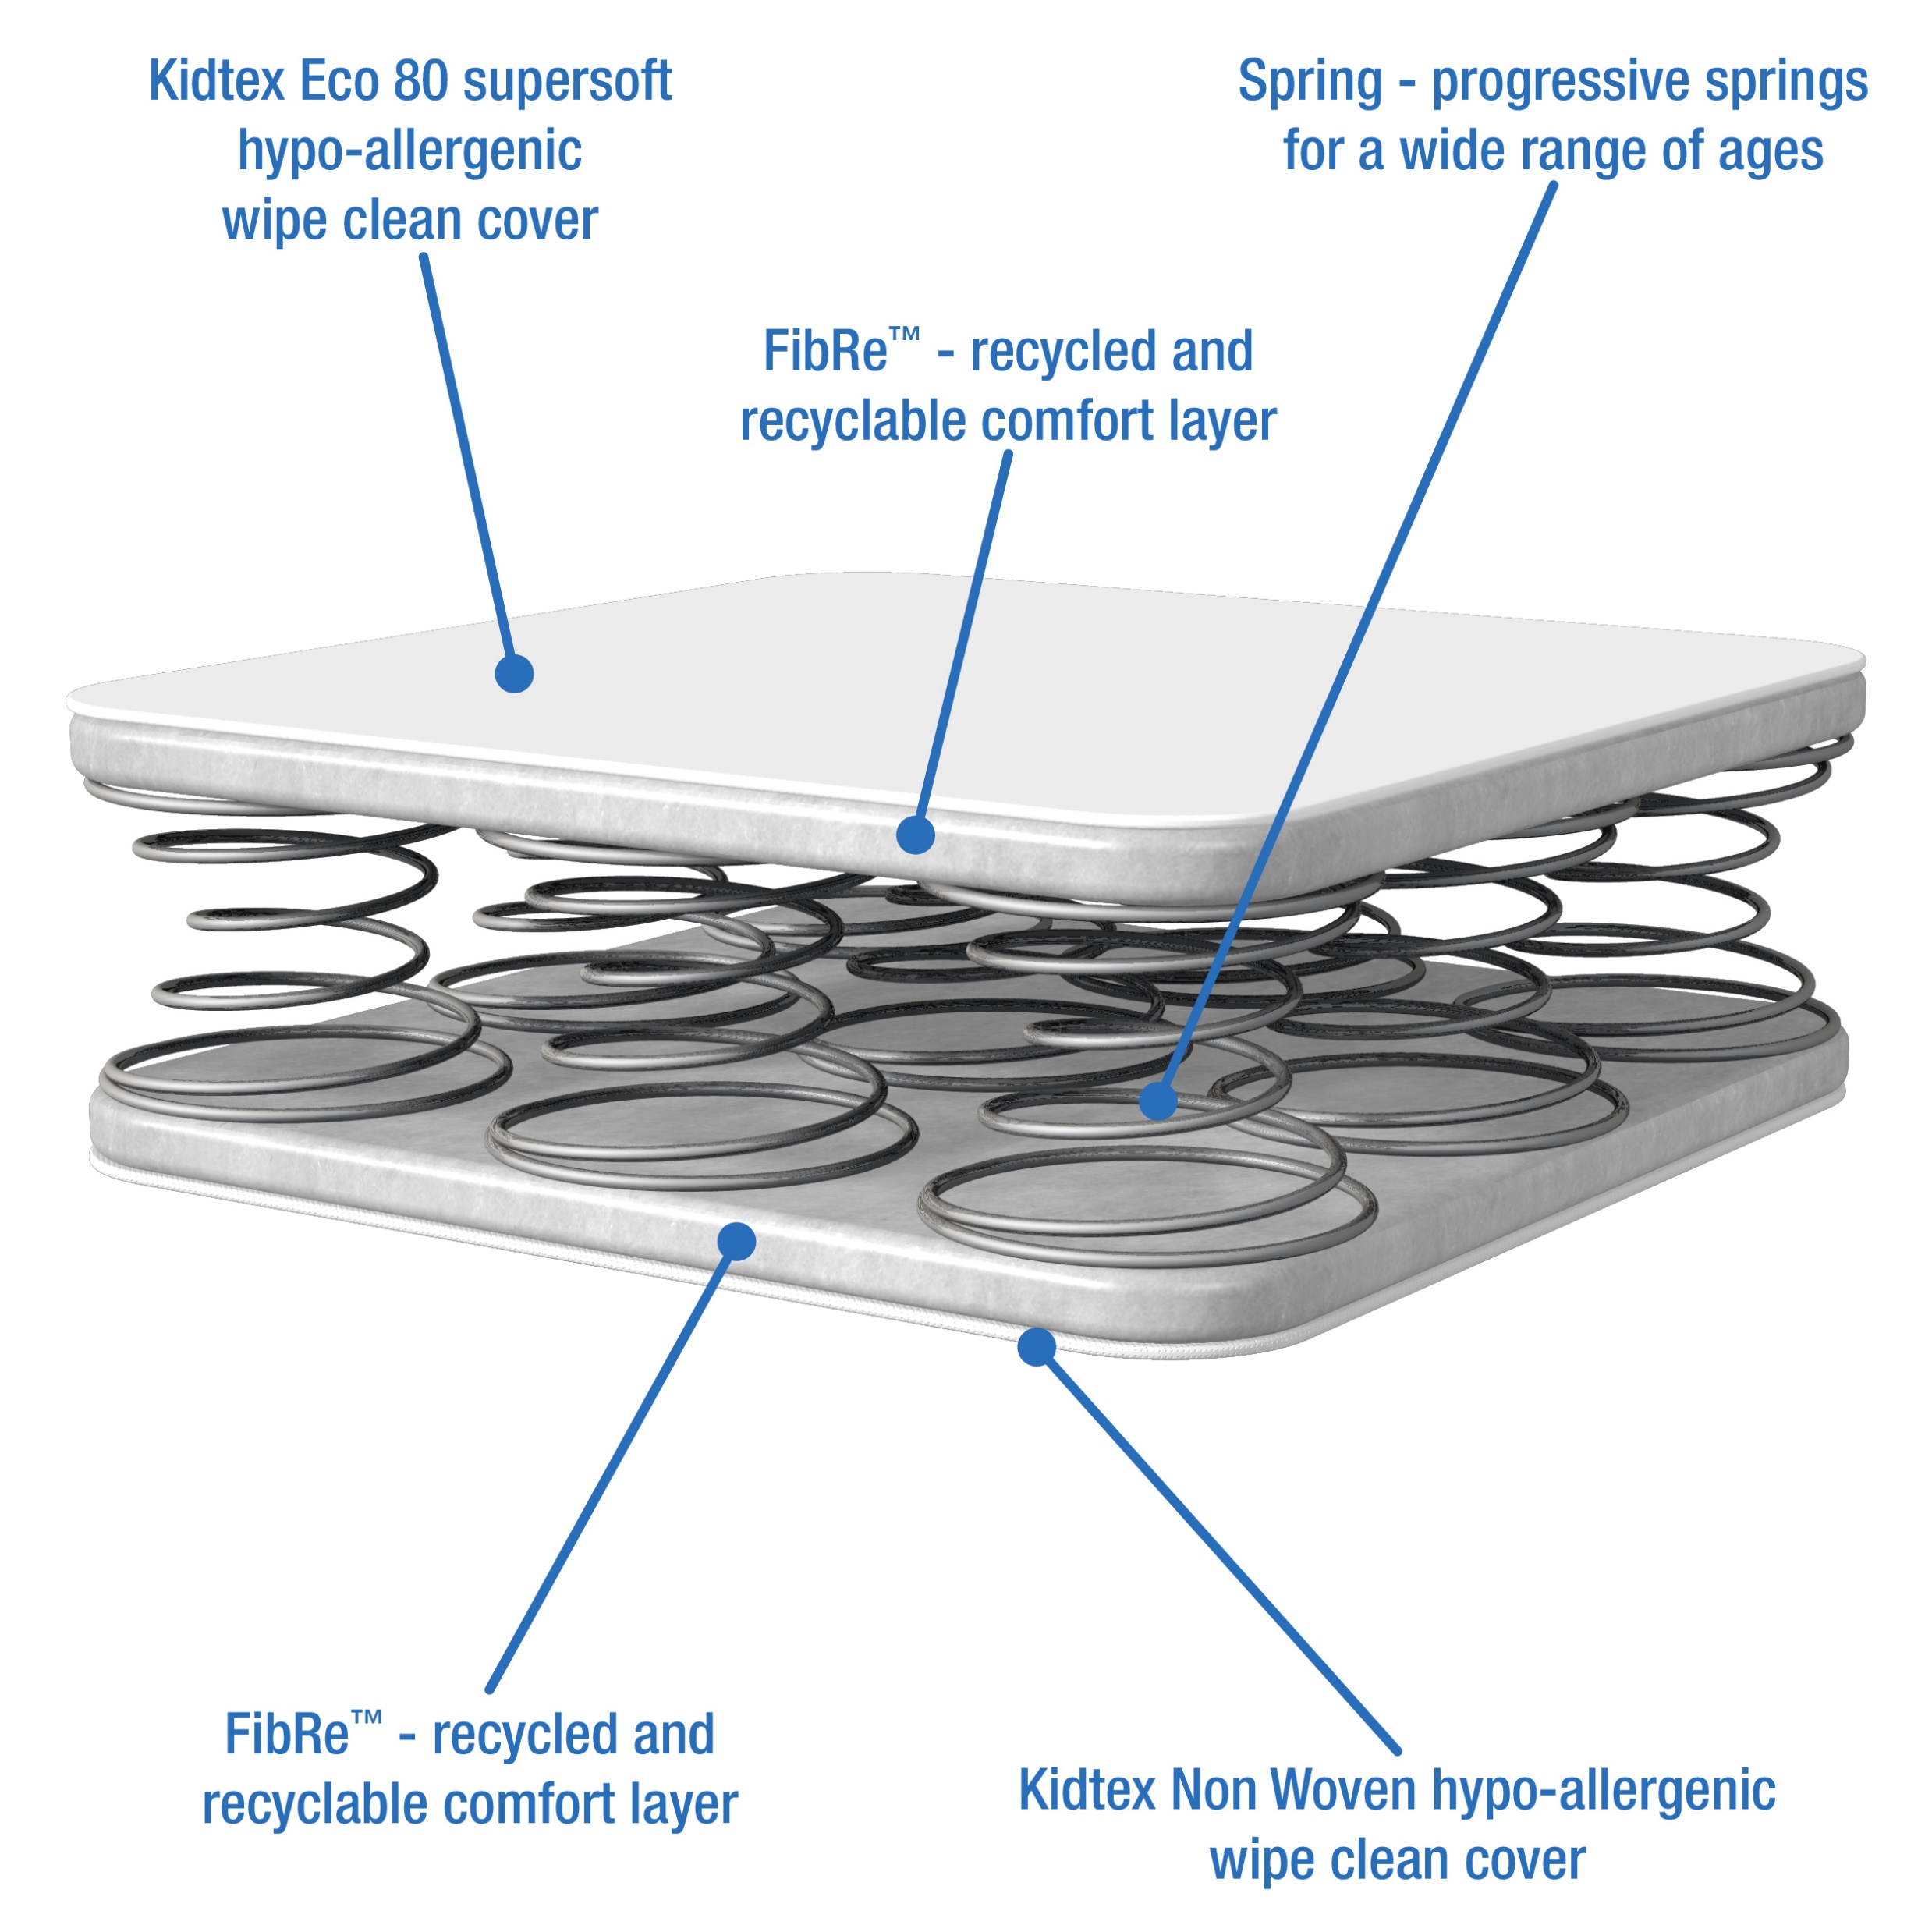 Kidtex Eco 80 supersoft
hypo-allergenic
wipe clean cover
Spring - progressive springs
for a wide range of ages
FibRe™ - recycled and
recyclable comfort layer
FibRe™ - recycled and
recyclable comfort layer
Kidtex Non Woven hypo-allergenic
wipe clean cover